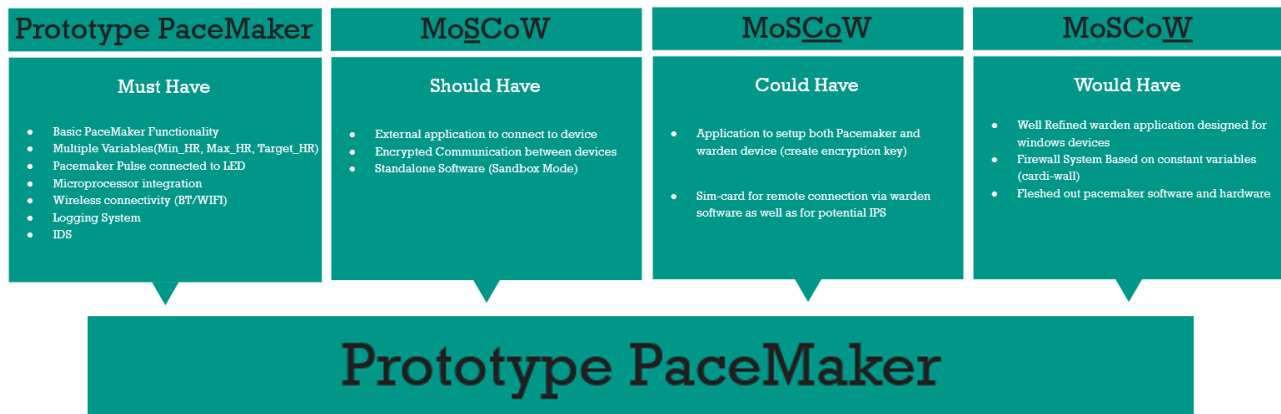 Prototype PaceMaker
Must Have
● Basic PaceMaker Functionality
● Multiple Variables(Min_HR, Max_HR, Target_HR)
● Pacemaker Pulse connected to LED
● Microprocessor integration
● Wireless connectivity (BT/WIFI)
● Logging System
● IDS
MoSCoW
Should Have
● External application to connect to device
● Encrypted Communication between devices
● Standalone Software (Sandbox Mode)
MoSCoW
Could Have
● Application to setup both Pacemaker and
warden device (create encryption key)
● Sim-card for remote connection via warden
software as well as for potential IPS
MoSCoW
Would Have
● Well Refined warden application designed for
windows devices
● Firewall System Based on constant variables
(cardi-wall)
● Fleshed out pacemaker software and hardware
Prototype PaceMaker